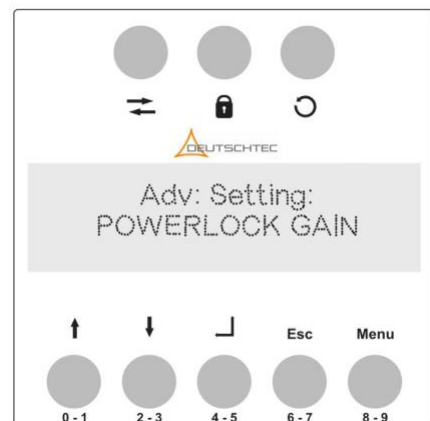 DEUTSCHTEC
Adv: Setting:
POWERLOCK GAIN
Esc Menu
0 - 1 2 - 3 4 - 5 6 - 7 8 - 9